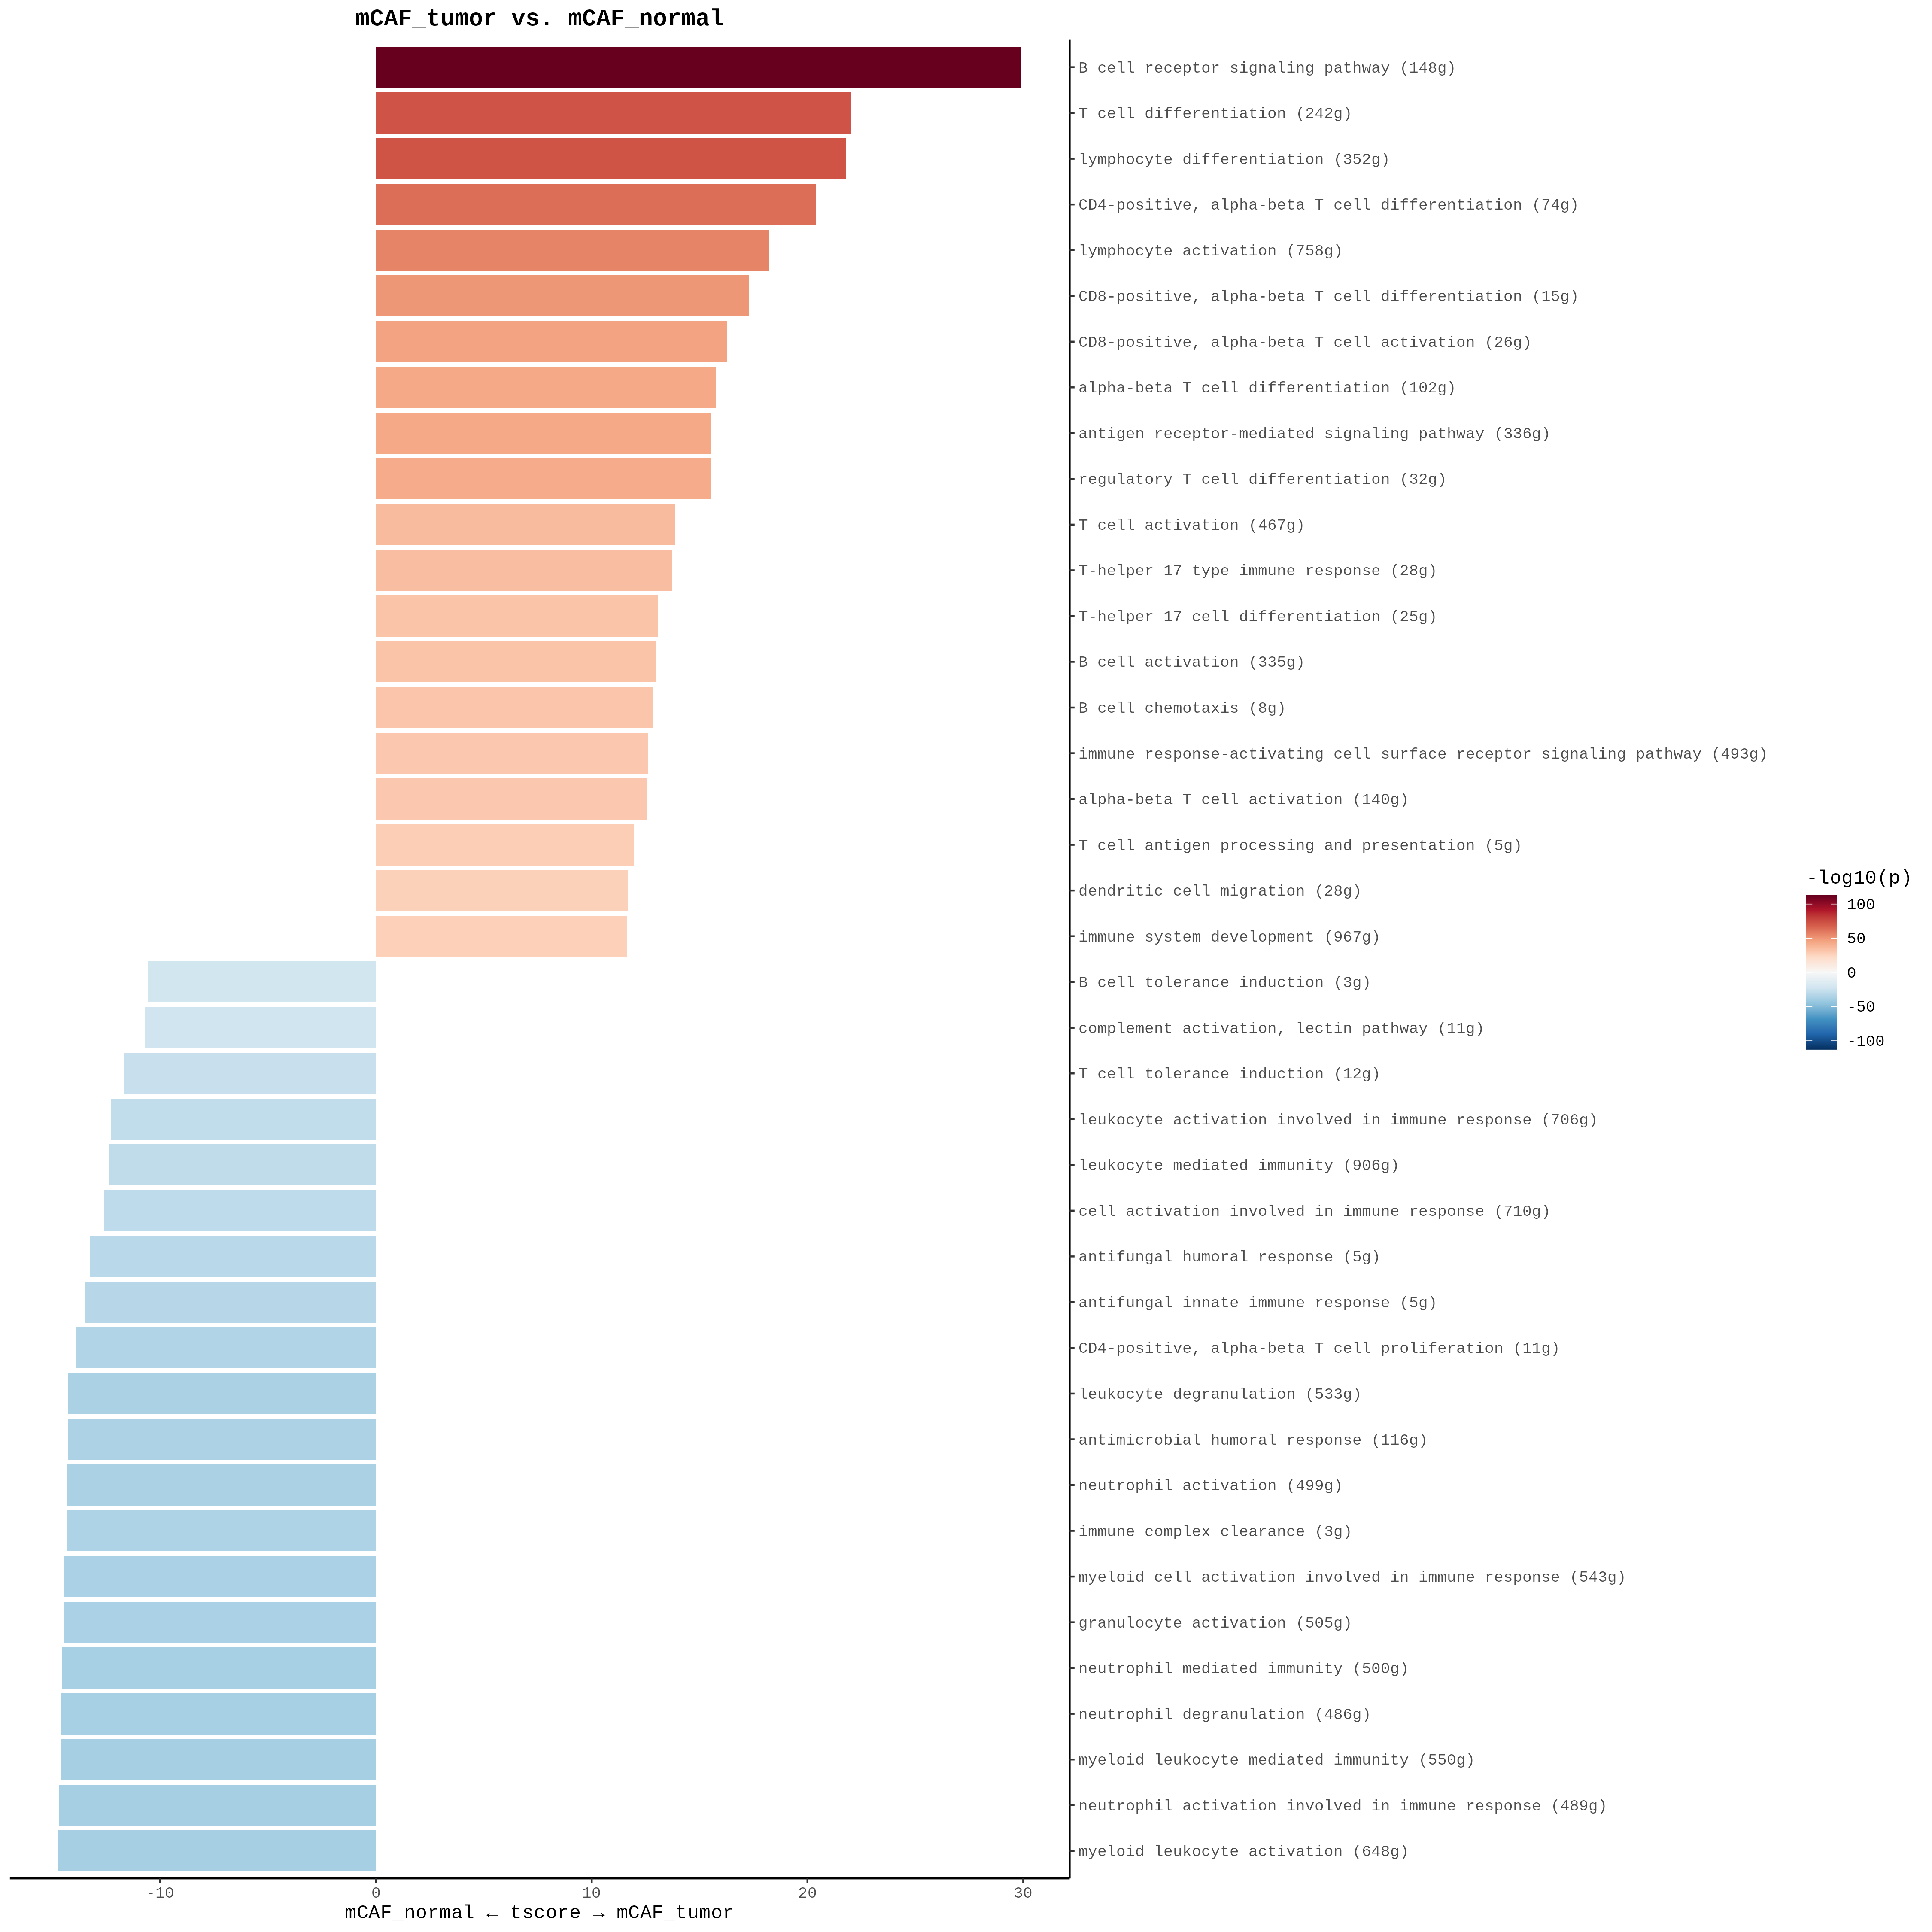 mCAF_tumor vs. mCAF_normal
B cell receptor signaling pathway (148g)
T cell differentiation (242g)
lymphocyte differentiation (352g)
CD4-positive, alpha-beta T cell differentiation (74g)
lymphocyte activation (758g)
CD8-positive, alpha-beta T cell differentiation (15g)
CD8-positive, alpha-beta T cell activation (26g)
alpha-beta T cell differentiation (102g)
antigen receptor-mediated signaling pathway (336g)
regulatory T cell differentiation (32g)
T cell activation (467g)
T-helper 17 type immune response (28g)
T-helper 17 cell differentiation (25g)
B cell activation (335g)
B cell chemotaxis (8g)
immune response-activating cell surface receptor signaling pathway (493g)
alpha-beta T cell activation (140g)
T cell antigen processing and presentation (5g)
dendritic cell migration (28g)
immune system development (967g)
B cell tolerance induction (3g)
complement activation, lectin pathway (11g)
T cell tolerance induction (12g)
leukocyte activation involved in immune response (706g)
leukocyte mediated immunity (906g)
cell activation involved in immune response (710g)
antifungal humoral response (5g)
antifungal innate immune response (5g)
CD4-positive, alpha-beta T cell proliferation (11g)
leukocyte degranulation (533g)
antimicrobial humoral response (116g)
neutrophil activation (499g)
immune complex clearance (3g)
myeloid cell activation involved in immune response (543g)
granulocyte activation (505g)
neutrophil mediated immunity (500g)
neutrophil degranulation (486g)
myeloid leukocyte mediated immunity (550g)
neutrophil activation involved in immune response (489g)
myeloid leukocyte activation (648g)
-10 0 10 20 30
mCAF_normal ← tscore → mCAF_tumor
-log10(p)
100
50
0
-50
-100